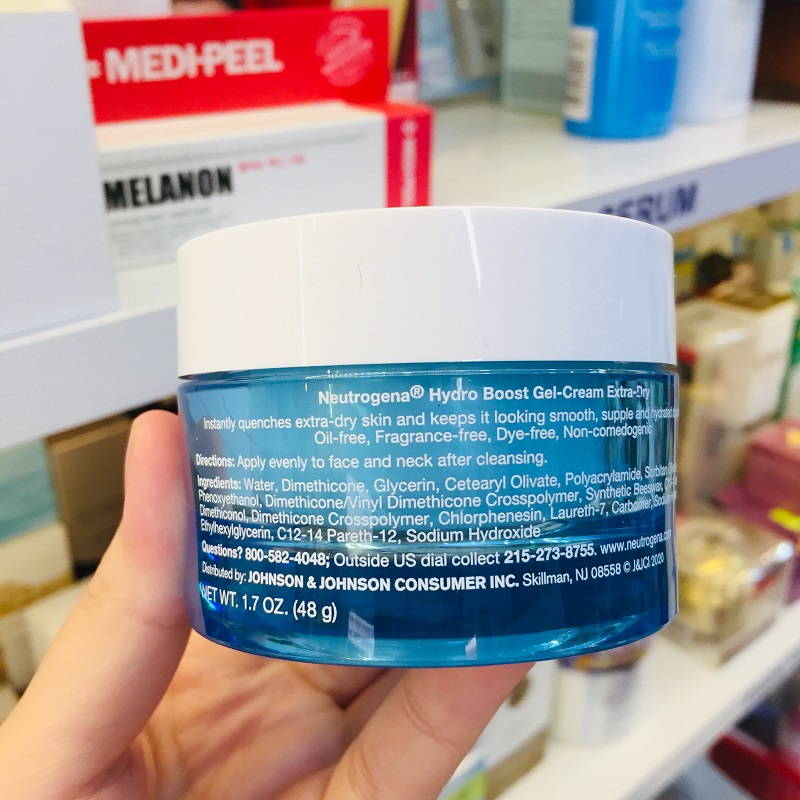 MEDI-PEEL
MELANON
SERUM
Neutrogena® Hydro Boost Gel-Cream Extra-Dry
Instantly quenches extra-dry skin and keeps it looking smooth, supple and hydrated
Oil-free, Fragrance-free, Dye-free, Non-comedogenic
Directions: Apply evenly to face and neck after cleansing.
Ingredients: Water, Dimethicone, Glycerin, Cetearyl Olivate, Polyacrylamide, Sorbitan
Phenoxyethanol, Dimethicone/Vinyl Dimethicone Crosspolymer, Synthetic Beeswax,
Dimethiconol, Dimethicone Crosspolymer, Chlorphenesin, Laureth-7, Carbomer,
Ethylhexylglycerin, C12-14 Pareth-12, Sodium Hydroxide
Questions? 800-582-4048; Outside US dial collect 215-273-8755. www.neutrogena.com
Distributed by: JOHNSON & JOHNSON CONSUMER INC. Skillman, NJ 08558 © J&JCI 2020
NET WT. 1.7 OZ. (48 g)